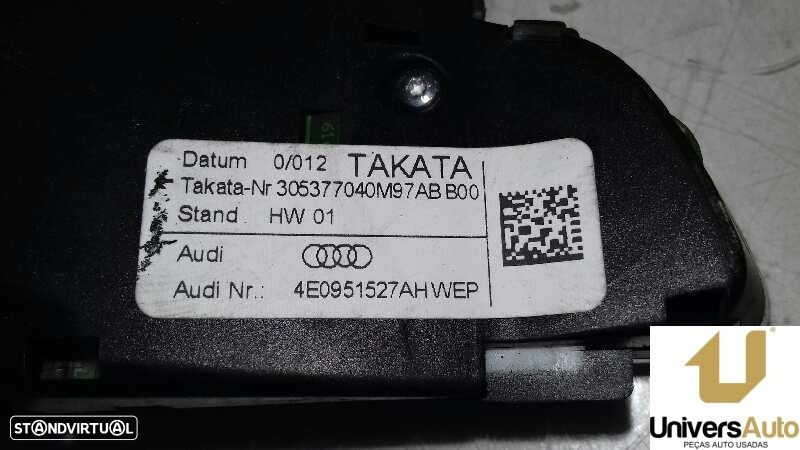 Datum 0/012 TAKATA
Takata-Nr 305377040M97AB B00
Stand HW 01
Audi
Audi Nr.: 4E0951527AH WEP
STANDVIRTUAL
UniversAuto
PEÇAS AUTO USADAS